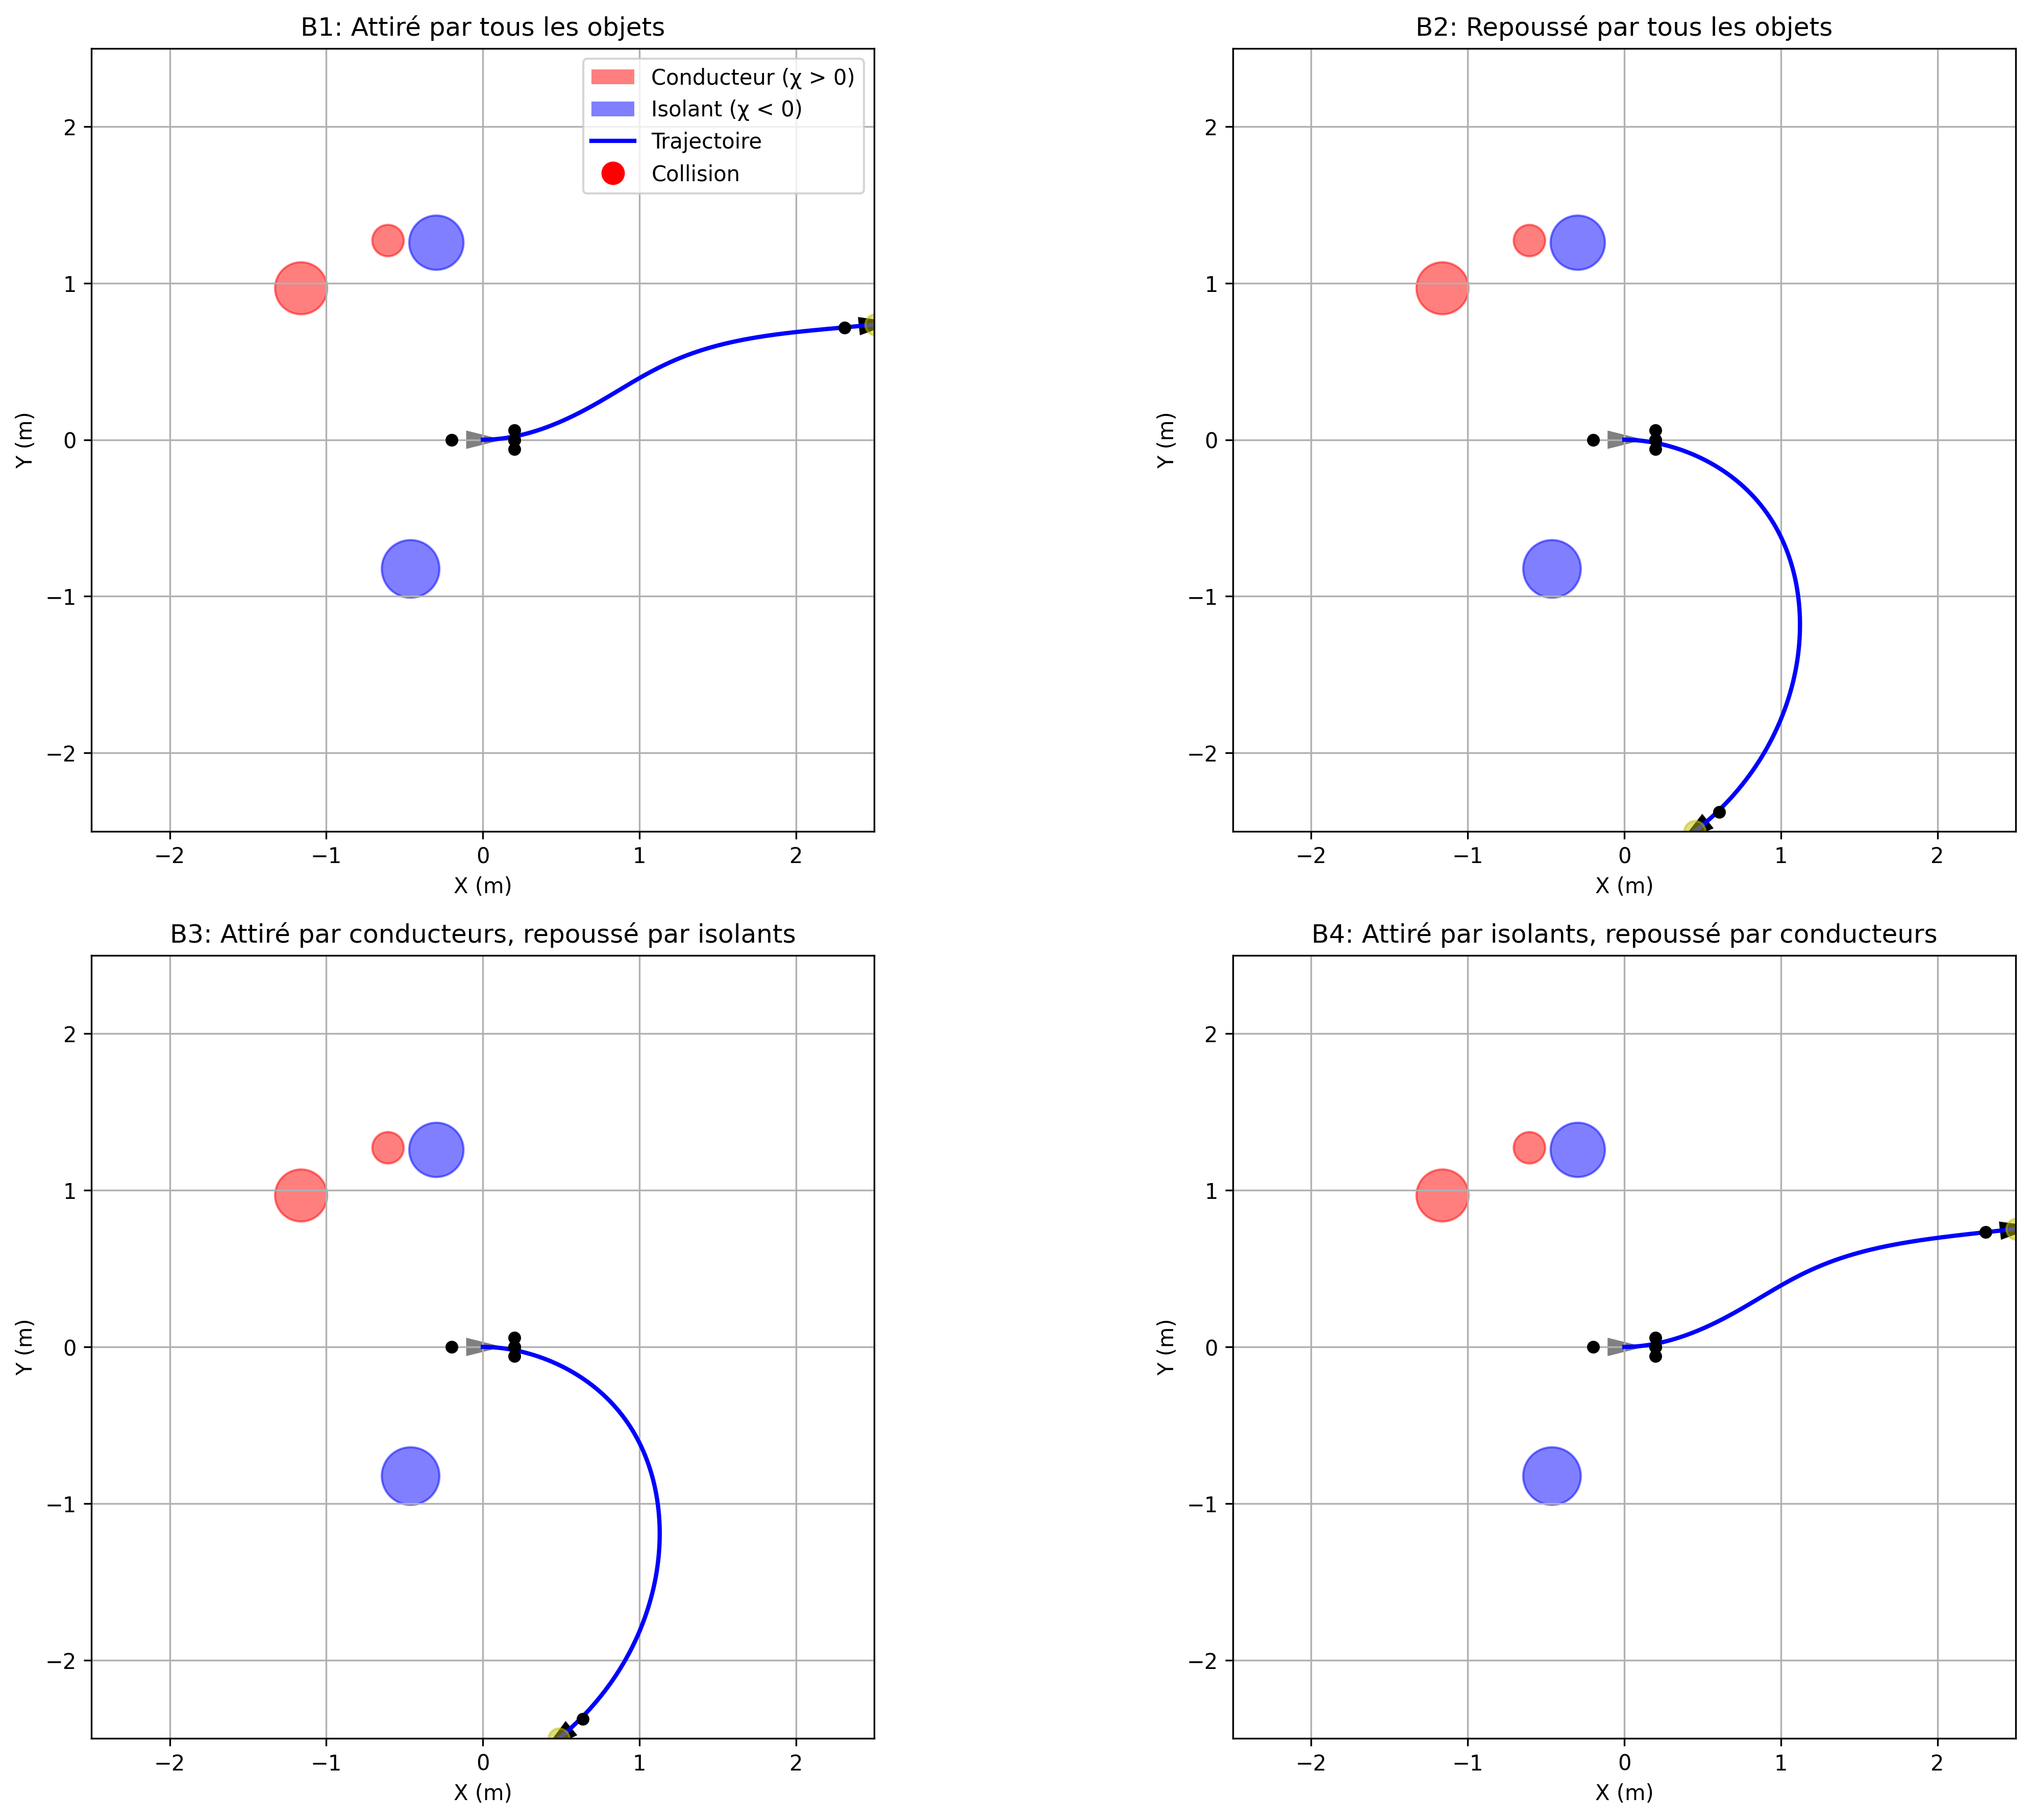 B1: Attiré par tous les objets
Conducteur (χ > 0)
Isolant (χ < 0)
Trajectoire
Collision
2
1
0
−1
−2
Y (m)
−2 −1 0 1 2
X (m)
B2: Repoussé par tous les objets
2
1
0
−1
−2
Y (m)
−2 −1 0 1 2
X (m)
B3: Attiré par conducteurs, repoussé par isolants
2
1
0
−1
−2
Y (m)
−2 −1 0 1 2
X (m)
B4: Attiré par isolants, repoussé par conducteurs
2
1
0
−1
−2
Y (m)
−2 −1 0 1 2
X (m)